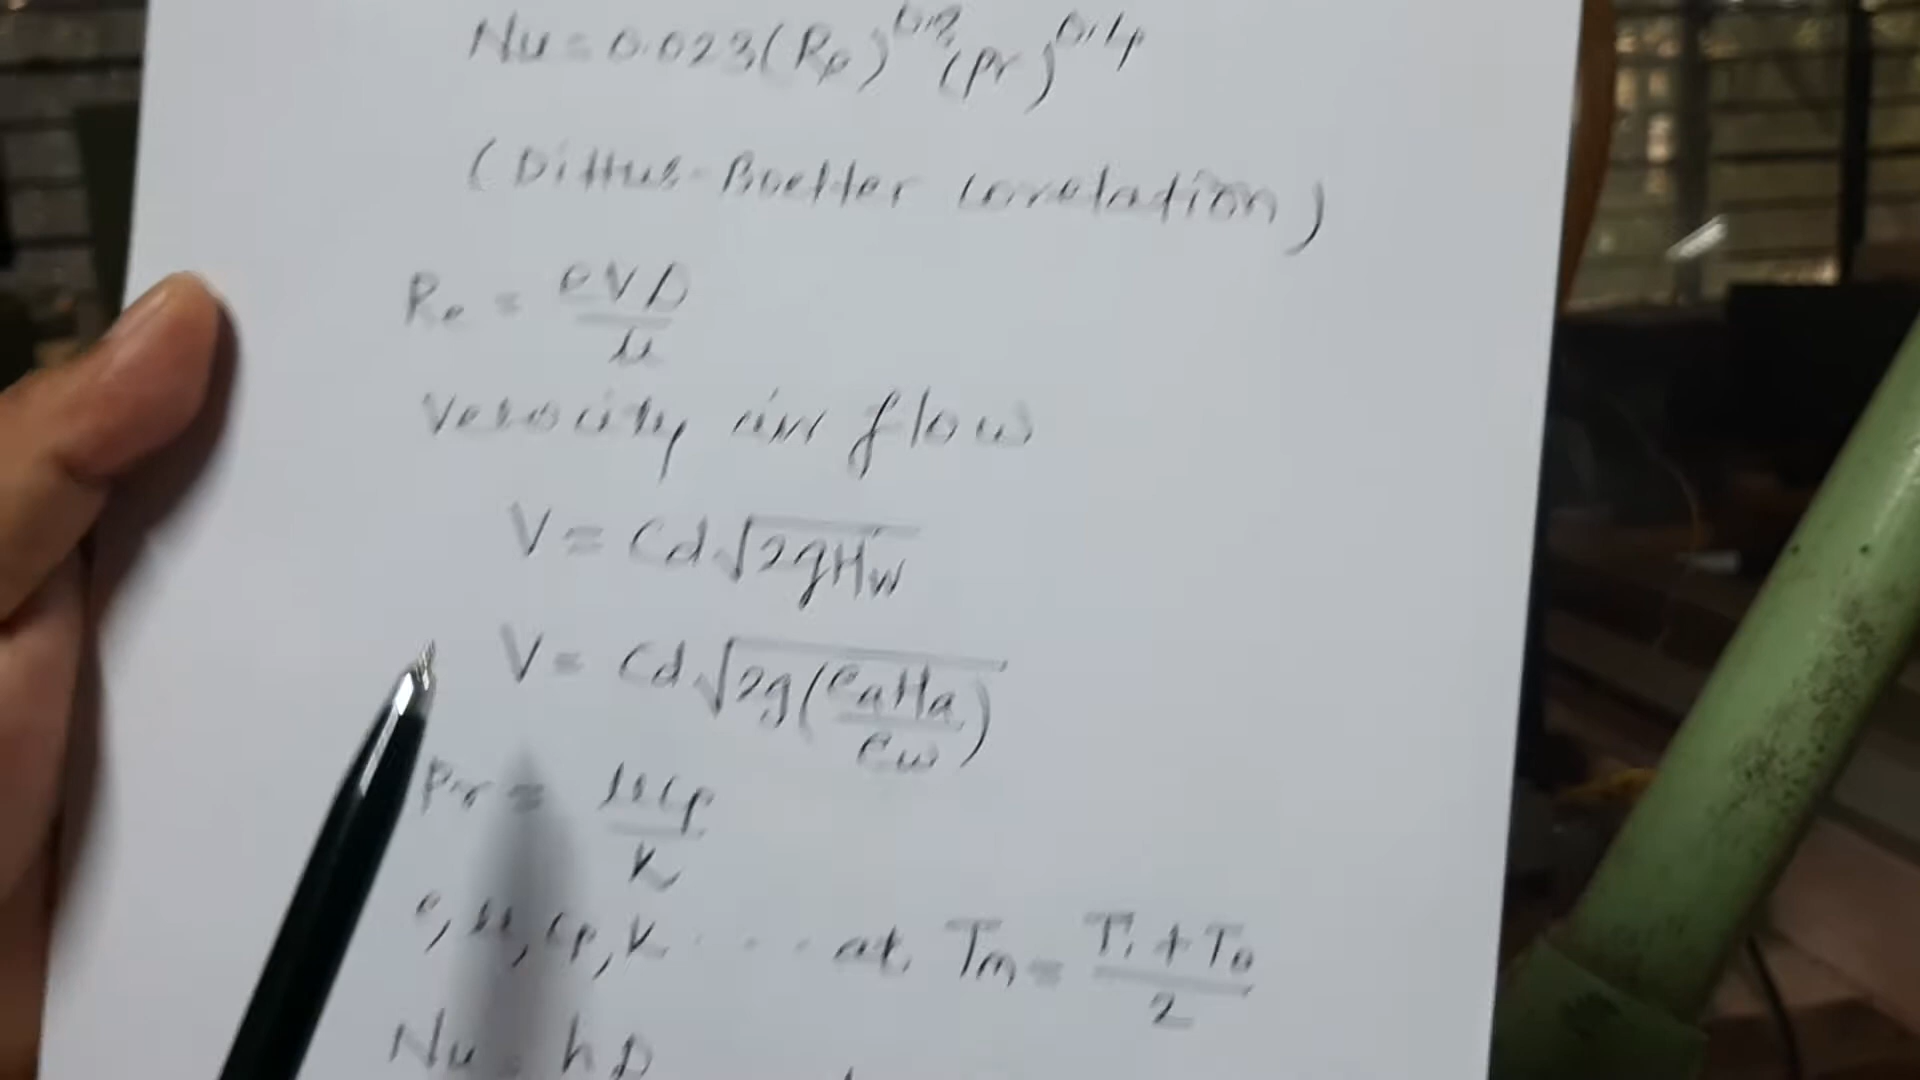 Nu = 0.023 (Re)^0.8 (Pr)^0.4
(Dittus-Boelter Correlation)
Re = ρVD/μ
Velocity air flow
V = Cd √(2gHw)
V = Cd √(2g(ρaHa/ρw))
Pr = μCp/K
ρ, μ, Cp, K . . . at Tm = (Ti + To)/2
Nu = hD